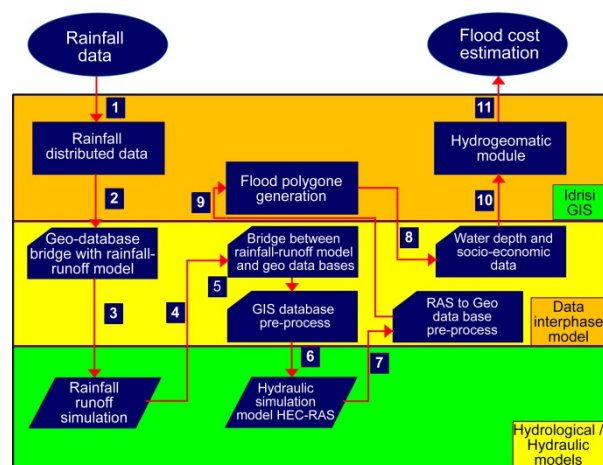 Rainfall
data
Flood cost
estimation
1
11
Rainfall
distributed data
Hydrogeomatic
module
2
9
Flood polygone
generation
10
Idrisi
GIS
Geo-database
bridge with rainfall-
runoff model
Bridge between
rainfall-runoff model
and geo data bases
8
Water depth and
socio-economic
data
3
4
5
GIS database
pre-process
RAS to Geo
data base
pre-process
Data
interphase
model
6
7
Rainfall
runoff
simulation
Hydraulic
simulation
model HEC-RAS
Hydrological /
Hydraulic
models